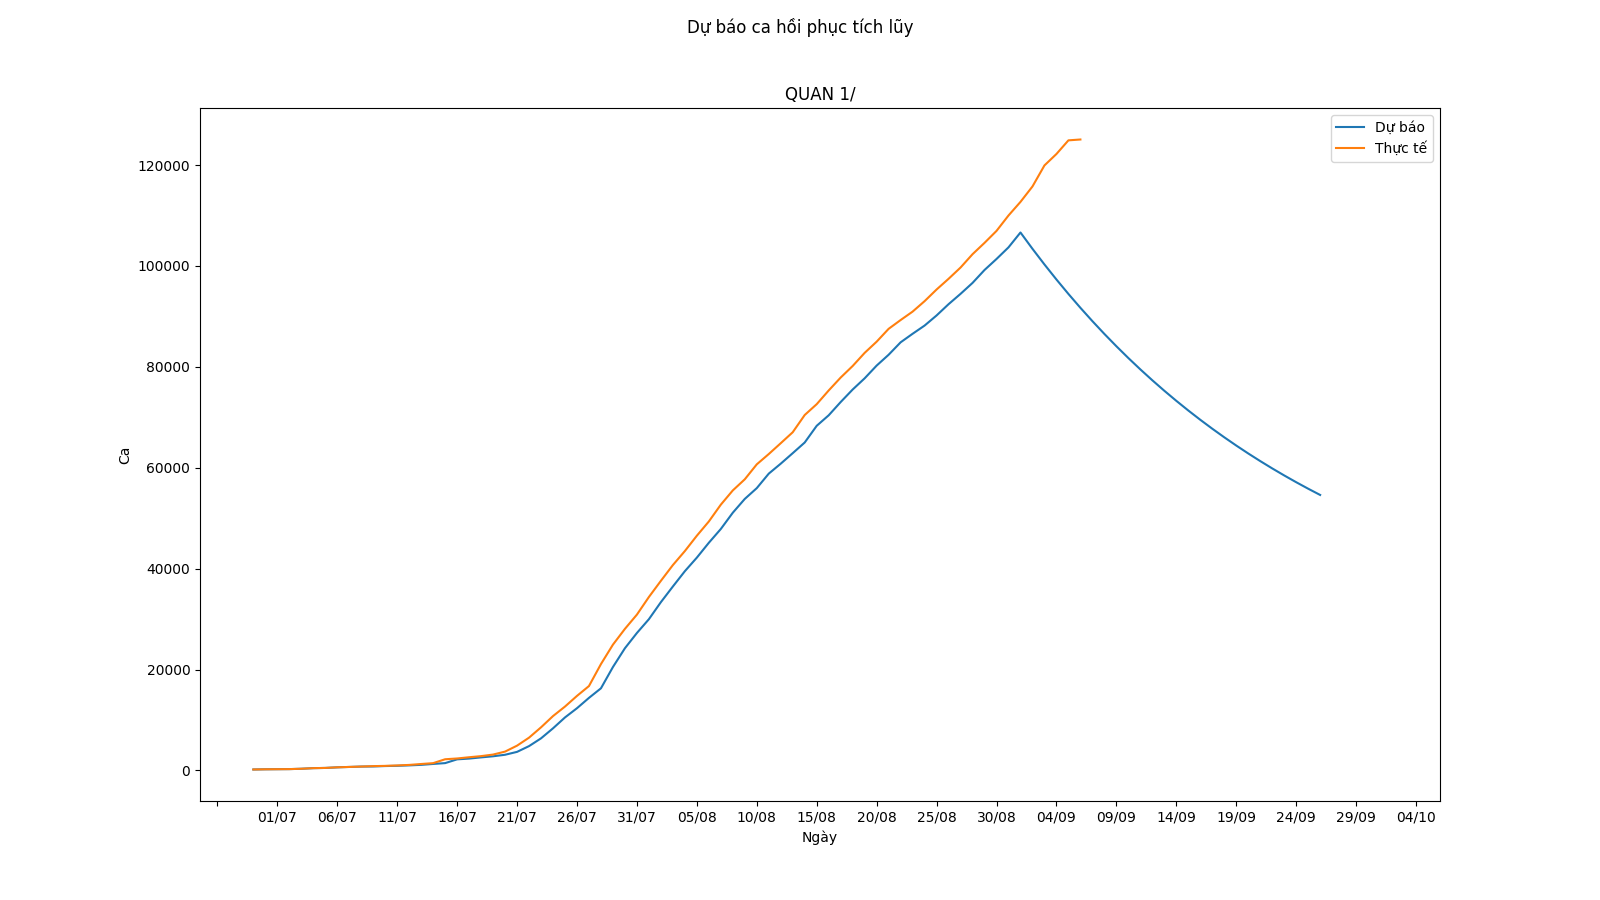 Dự báo ca hồi phục tích lũy
QUAN 1/
Dự báo
Thực tế
120000
100000
80000
60000
40000
20000
0
Ca
01/07 06/07 11/07 16/07 21/07 26/07 31/07 05/08 10/08 15/08 20/08 25/08 30/08 04/09 09/09 14/09 19/09 24/09 29/09 04/10
Ngày